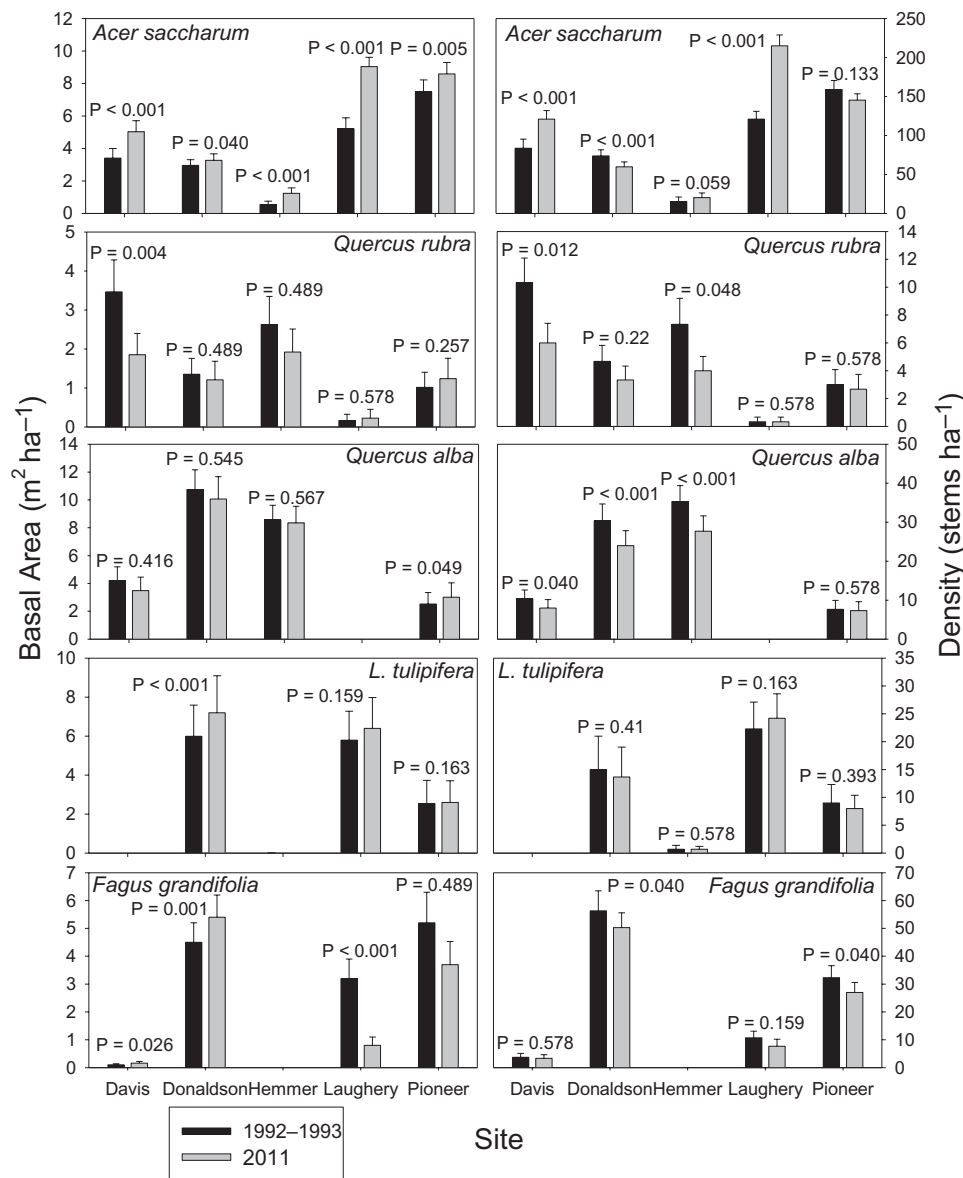 Basal Area (m² ha⁻¹)
Density (stems ha⁻¹)
Acer saccharum
12
10
8
6
4
2
0
P < 0.001
P = 0.040
P < 0.001
P < 0.001
P = 0.005
Acer saccharum
250
200
150
100
50
0
P < 0.001
P < 0.001
P = 0.059
P < 0.001
P = 0.133
Quercus rubra
5
4
3
2
1
0
P = 0.004
P = 0.489
P = 0.489
P = 0.578
P = 0.257
Quercus rubra
14
12
10
8
6
4
2
0
P = 0.012
P = 0.22
P = 0.048
P = 0.578
P = 0.578
Quercus alba
14
12
10
8
6
4
2
0
P = 0.416
P = 0.545
P = 0.567
P = 0.049
Quercus alba
50
40
30
20
10
0
P = 0.040
P < 0.001
P < 0.001
P = 0.578
L. tulipifera
10
8
6
4
2
0
P < 0.001
P = 0.159
P = 0.163
L. tulipifera
35
30
25
20
15
10
5
0
P = 0.41
P = 0.578
P = 0.163
P = 0.393
Fagus grandifolia
7
6
5
4
3
2
1
0
P = 0.026
P = 0.001
P < 0.001
P = 0.489
Fagus grandifolia
70
60
50
40
30
20
10
0
P = 0.578
P = 0.040
P = 0.159
P = 0.040
Davis Donaldson Hemmer Laughery Pioneer
Davis Donaldson Hemmer Laughery Pioneer
Site
1992–1993
2011